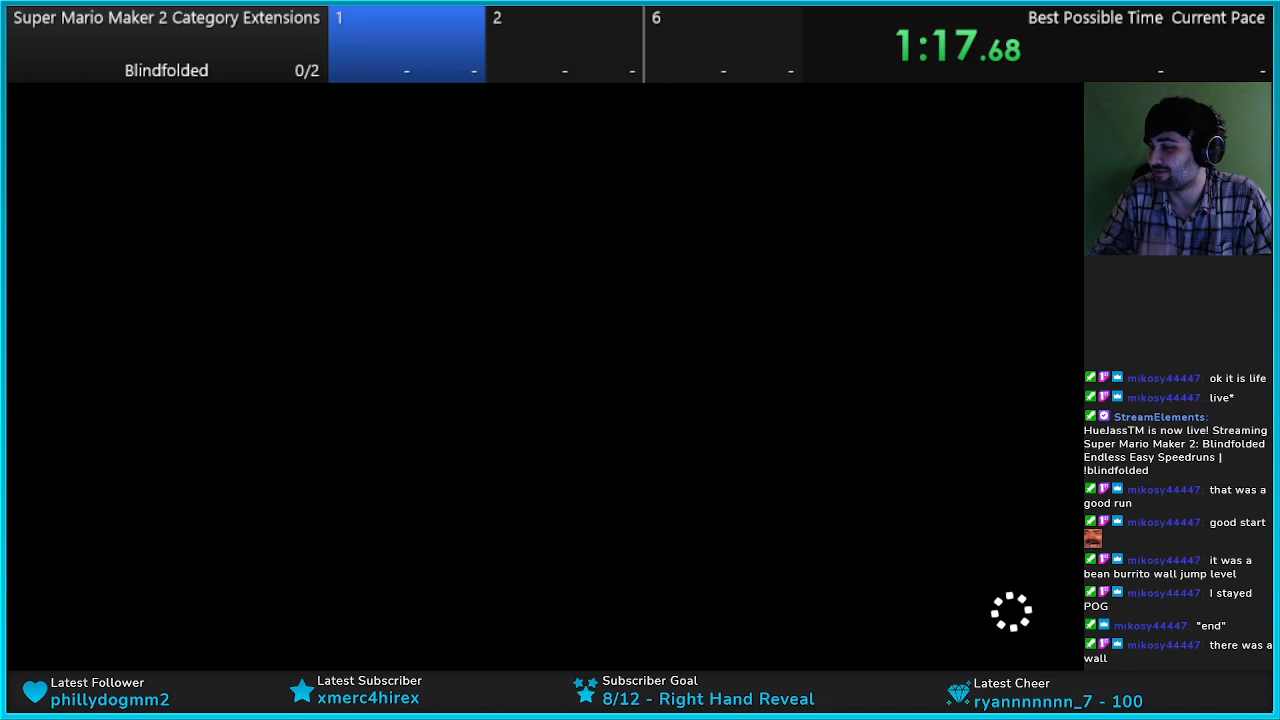 Super Mario Maker 2 Category Extensions
Blindfolded 0/2
1
- -
2
- -
6
- -
1:17.68
Best Possible Time Current Pace
- -
mikosy44447: ok it is life
mikosy44447: live*
StreamElements:
HueJassTM is now live! Streaming
Super Mario Maker 2: Blindfolded
Endless Easy Speedruns |
!blindfolded
mikosy44447: that was a
good run
mikosy44447: good start
mikosy44447: it was a
bean burrito wall jump level
mikosy44447: I stayed
POG
mikosy44447: "end"
mikosy44447: there was a
wall
Latest Follower
phillydogmm2
Latest Subscriber
xmerc4hirex
Subscriber Goal
8/12 - Right Hand Reveal
Latest Cheer
ryannnnnnn_7 - 100